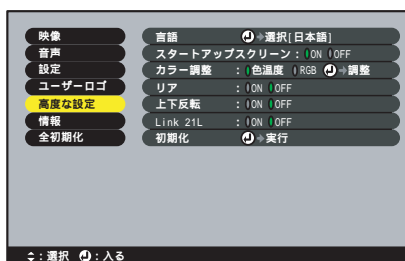 映像
音声
設定
ユーザーロゴ
高度な設定
情報
全初期化
言語 選択[日本語]
スタートアップスクリーン: ON OFF
カラー調整 : 色温度 RGB 調整
リア : ON OFF
上下反転 : ON OFF
Link 21L : ON OFF
初期化 実行
:選択 :入る